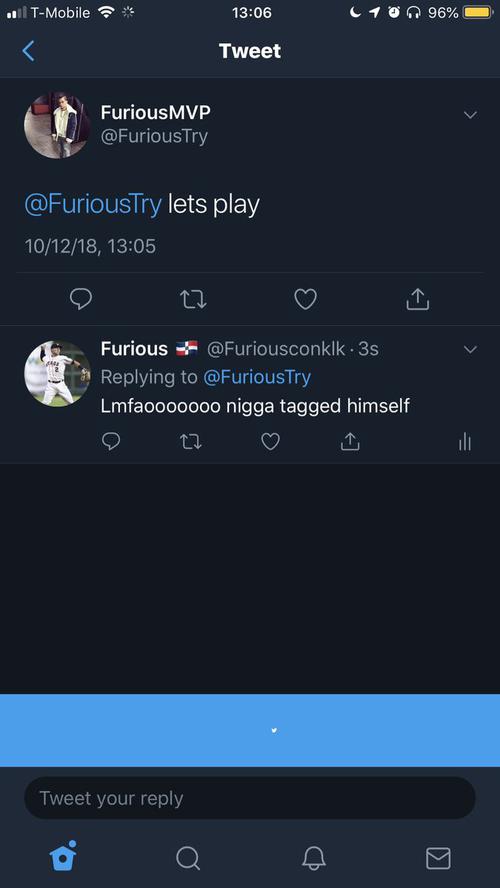 T-Mobile 13:06 96%
Tweet
FuriousMVP
@FuriousTry
@FuriousTry lets play
10/12/18, 13:05
Furious 🇩🇴 @Furiousconklk · 3s
Replying to @FuriousTry
Lmfaooooooo nigga tagged himself
Tweet your reply